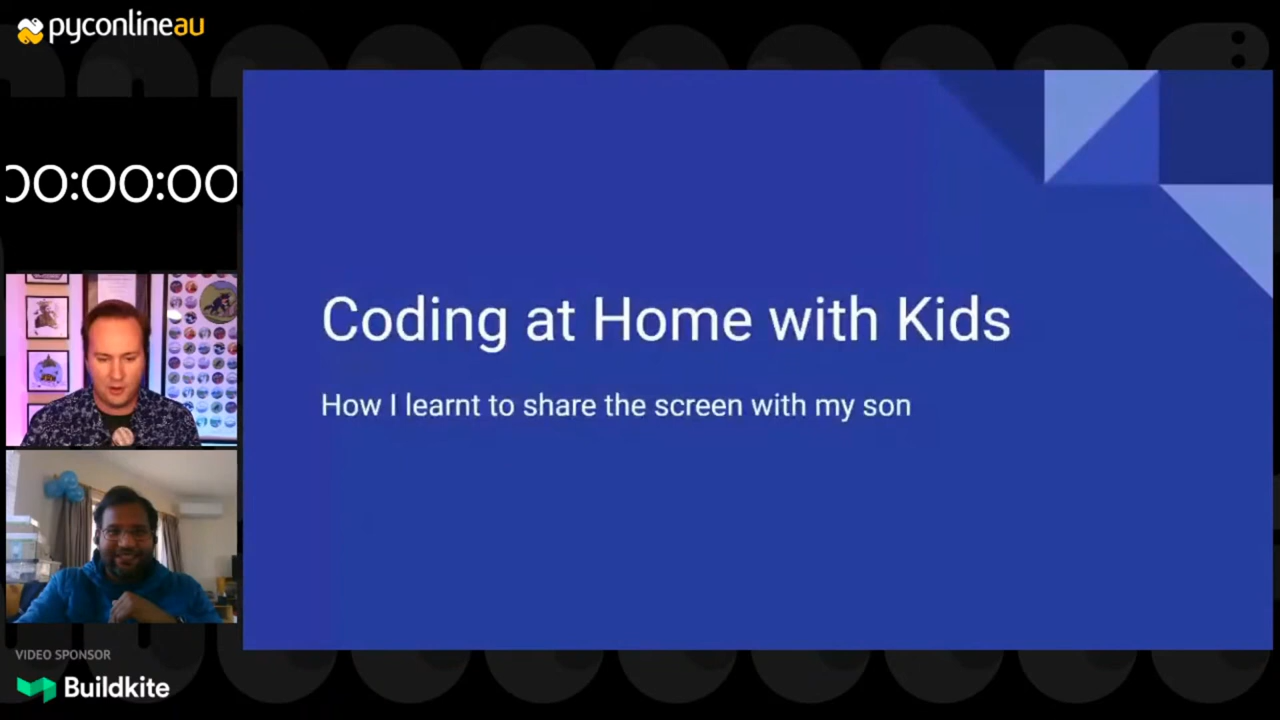 pyconlineau
00:00:00
Coding at Home with Kids
How I learnt to share the screen with my son
VIDEO SPONSOR
Buildkite